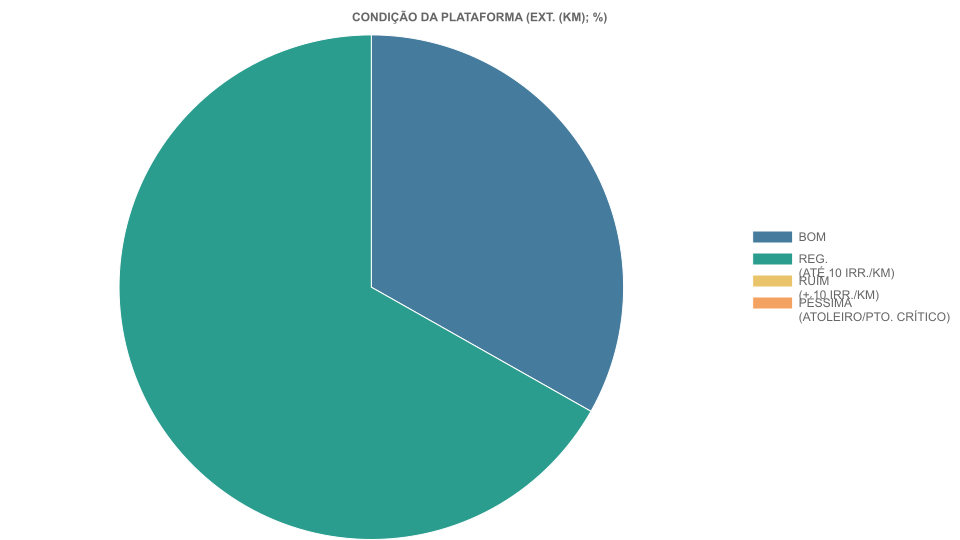 CONDIÇÃO DA PLATAFORMA (EXT. (KM); %)
BOM
REG.
(ATÉ 10 IRR./KM)
RUIM
(+ 10 IRR./KM)
PÉSSIMA
(ATOLEIRO/PTO. CRÍTICO)